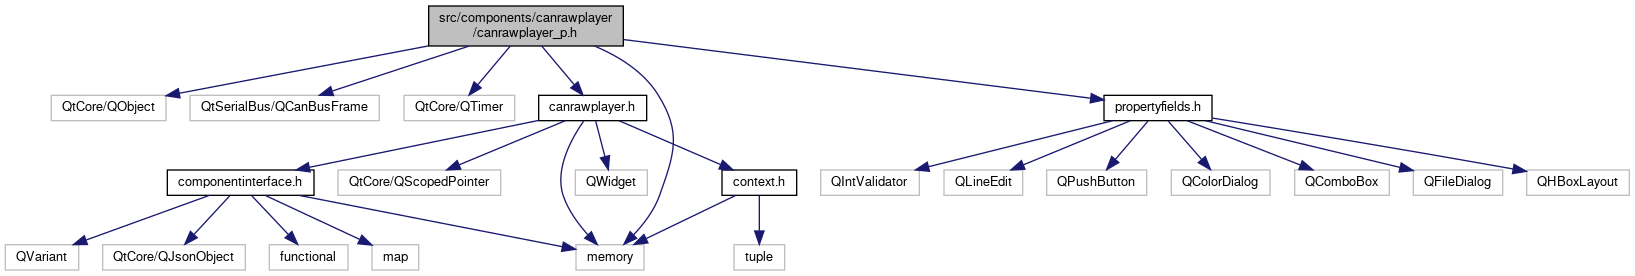 src/components/canrawplayer
/canrawplayer_p.h
QtCore/QObject
QtSerialBus/QCanBusFrame
QtCore/QTimer
canrawplayer.h
propertyfields.h
componentinterface.h
QtCore/QScopedPointer
QWidget
context.h
QIntValidator
QLineEdit
QPushButton
QColorDialog
QComboBox
QFileDialog
QHBoxLayout
QVariant
QtCore/QJsonObject
functional
map
memory
tuple